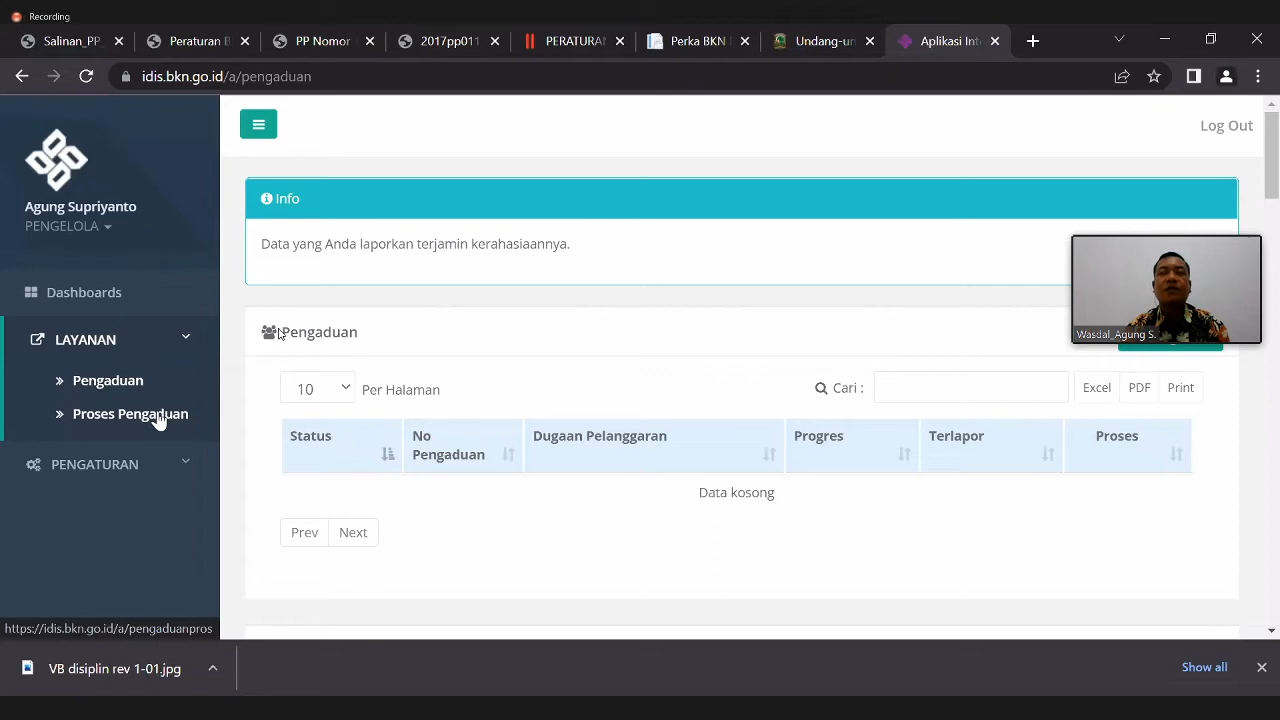 Recording
Salinan_PP_
Peraturan B
PP Nomor
2017pp011
PERATURAN
Perka BKN
Undang-un
Aplikasi Int
idis.bkn.go.id/a/pengaduan
Log Out
Agung Supriyanto
PENGELOLA
Info
Data yang Anda laporkan terjamin kerahasiaannya.
Dashboards
LAYANAN
Pengaduan
Proses Pengaduan
PENGATURAN
Pengaduan
Wasdal_Agung S.
10
Per Halaman
Cari :
Excel
PDF
Print
Status
No Pengaduan
Dugaan Pelanggaran
Progres
Terlapor
Proses
Data kosong
Prev
Next
https://idis.bkn.go.id/a/pengaduanpros
VB disiplin rev 1-01.jpg
Show all